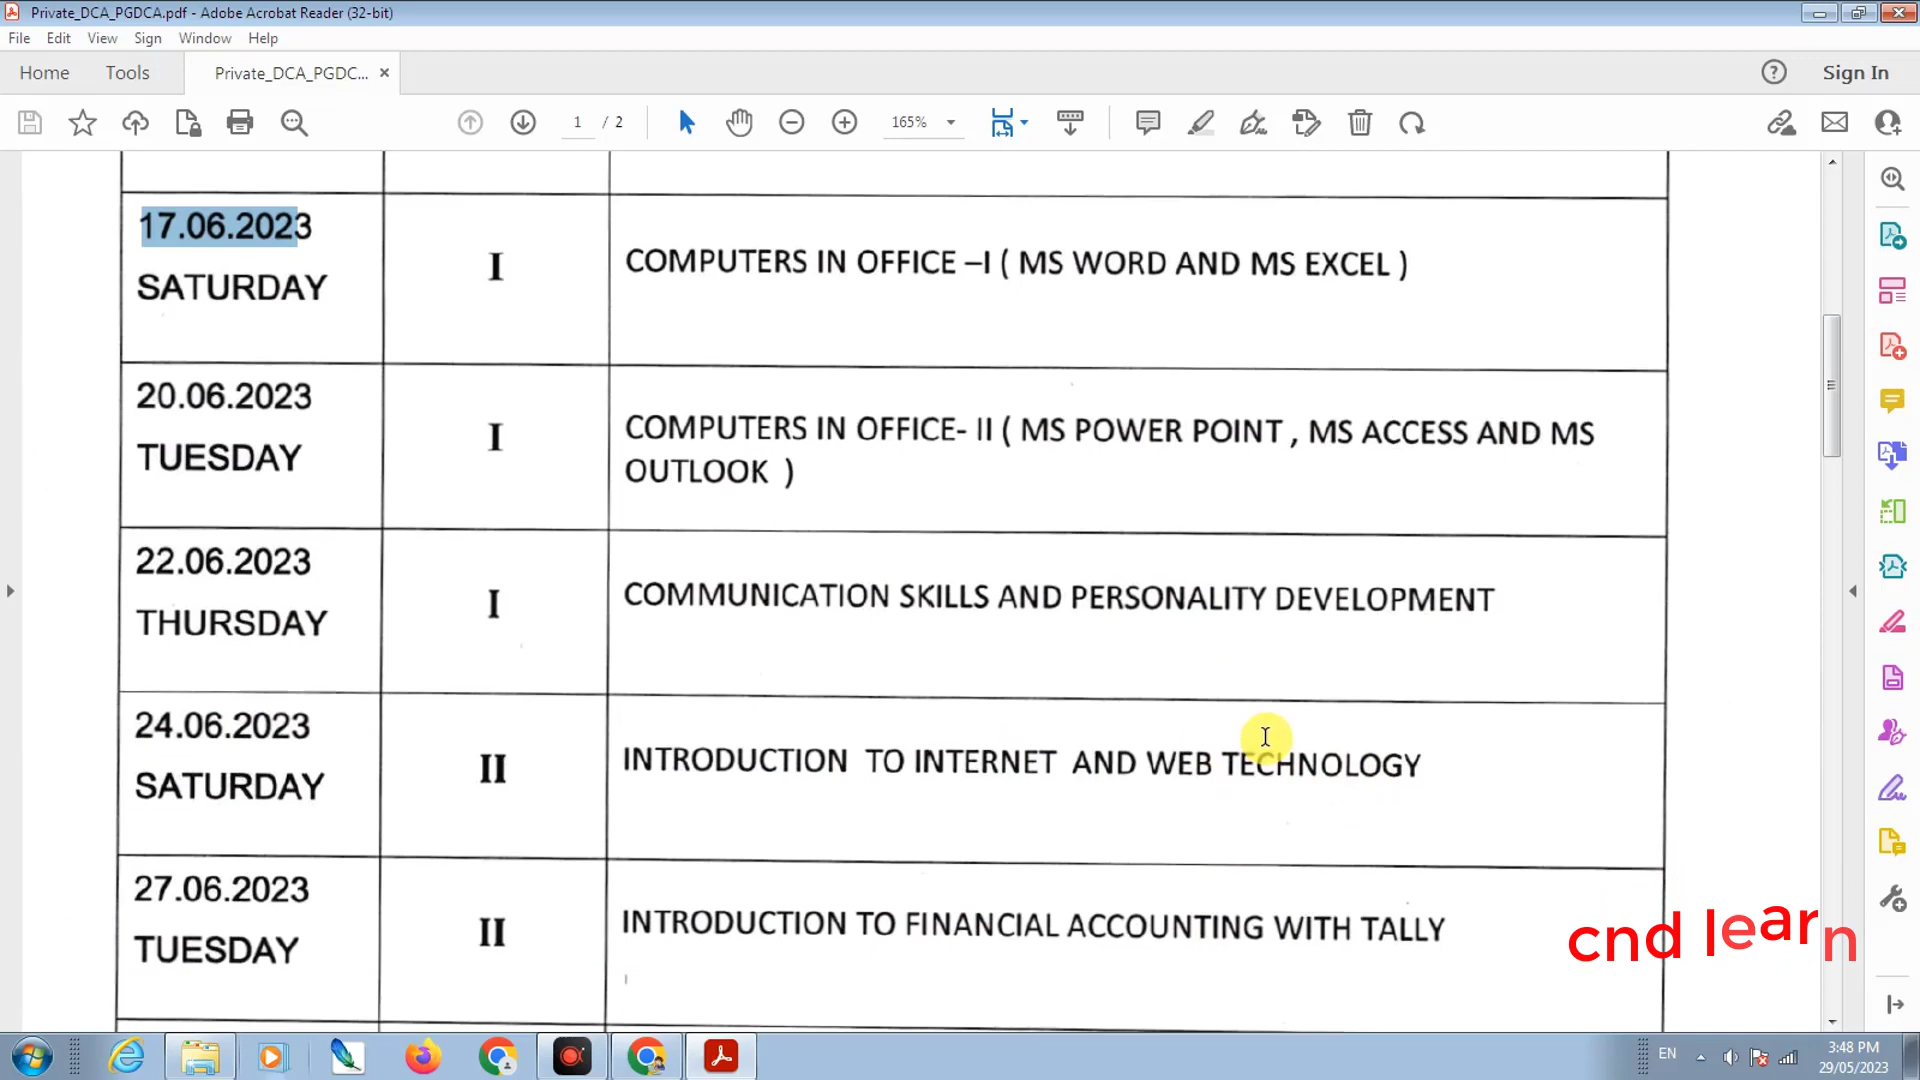 Private_DCA_PGDCA.pdf - Adobe Acrobat Reader (32-bit)
File Edit View Sign Window Help
Home Tools Private_DCA_PGDC... × Sign In
1 / 2 165%
17.06.2023
SATURDAY
I
COMPUTERS IN OFFICE –I ( MS WORD AND MS EXCEL )
20.06.2023
TUESDAY
I
COMPUTERS IN OFFICE- II ( MS POWER POINT , MS ACCESS AND MS
OUTLOOK )
22.06.2023
THURSDAY
I
COMMUNICATION SKILLS AND PERSONALITY DEVELOPMENT
24.06.2023
SATURDAY
II
INTRODUCTION TO INTERNET AND WEB TECHNOLOGY
27.06.2023
TUESDAY
II
INTRODUCTION TO FINANCIAL ACCOUNTING WITH TALLY
cnd learn
EN
3:48 PM
29/05/2023